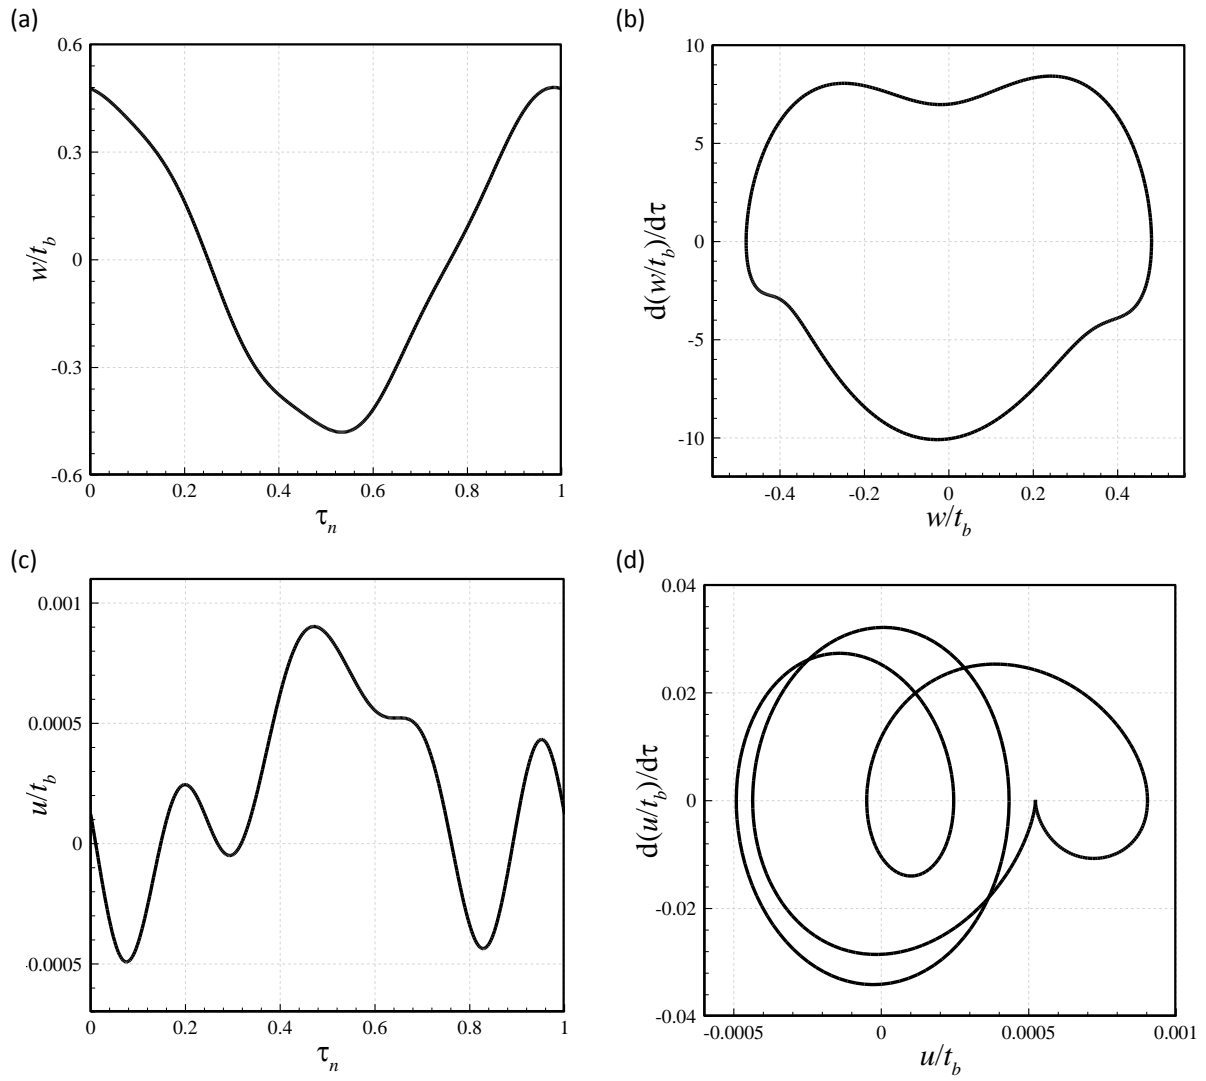 (a)
0.6
0.3
0
-0.3
-0.6
w/t_b
0 0.2 0.4 0.6 0.8 1
τ_n
(b)
10
5
0
-5
-10
d(w/t_b)/dτ
-0.4 -0.2 0 0.2 0.4
w/t_b
(c)
0.001
0.0005
0
-0.0005
u/t_b
0 0.2 0.4 0.6 0.8 1
τ_n
(d)
0.04
0.02
0
-0.02
-0.04
d(u/t_b)/dτ
-0.0005 0 0.0005 0.001
u/t_b